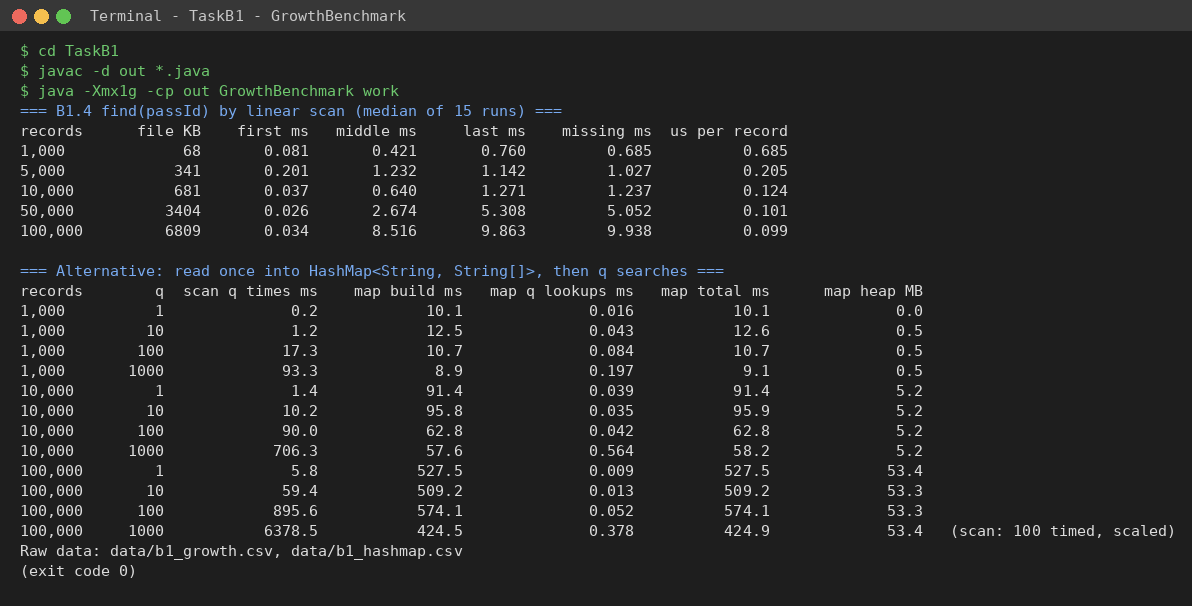 Terminal - TaskB1 - GrowthBenchmark
$ cd TaskB1
$ javac -d out *.java
$ java -Xmx1g -cp out GrowthBenchmark work
=== B1.4 find(passId) by linear scan (median of 15 runs) ===
records      file KB    first ms   middle ms     last ms    missing ms  us per record
1,000             68       0.081       0.421       0.760         0.685          0.685
5,000            341       0.201       1.232       1.142         1.027          0.205
10,000           681       0.037       0.640       1.271         1.237          0.124
50,000          3404       0.026       2.674       5.308         5.052          0.101
100,000         6809       0.034       8.516       9.863         9.938          0.099
=== Alternative: read once into HashMap<String, String[]>, then q searches ===
records        q  scan q times ms    map build ms   map q lookups ms   map total ms      map heap MB
1,000          1              0.2            10.1              0.016           10.1              0.0
1,000         10              1.2            12.5              0.043           12.6              0.5
1,000        100             17.3            10.7              0.084           10.7              0.5
1,000       1000             93.3             8.9              0.197            9.1              0.5
10,000         1              1.4            91.4              0.039           91.4              5.2
10,000        10             10.2            95.8              0.035           95.9              5.2
10,000       100             90.0            62.8              0.042           62.8              5.2
10,000      1000            706.3            57.6              0.564           58.2              5.2
100,000        1              5.8           527.5              0.009          527.5             53.4
100,000       10             59.4           509.2              0.013          509.2             53.3
100,000      100            895.6           574.1              0.052          574.1             53.3
100,000     1000           6378.5           424.5              0.378          424.9             53.4   (scan: 100 timed, scaled)
Raw data: data/b1_growth.csv, data/b1_hashmap.csv
(exit code 0)